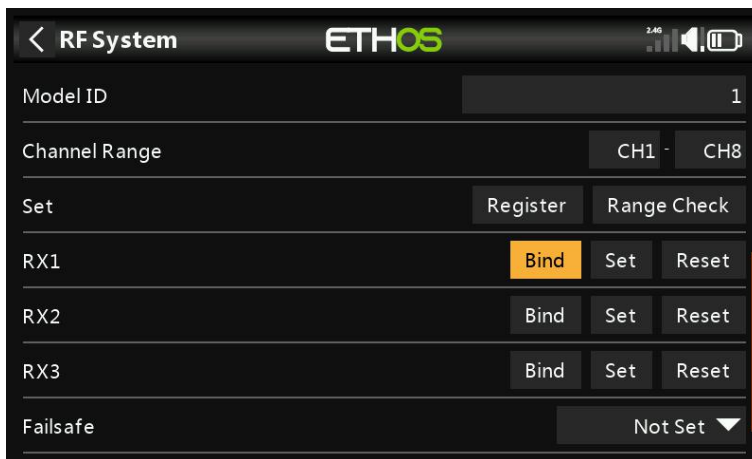 RF System ETHOS 2.4G
Model ID 1
Channel Range CH1 - CH8
Set Register Range Check
RX1 Bind Set Reset
RX2 Bind Set Reset
RX3 Bind Set Reset
Failsafe Not Set